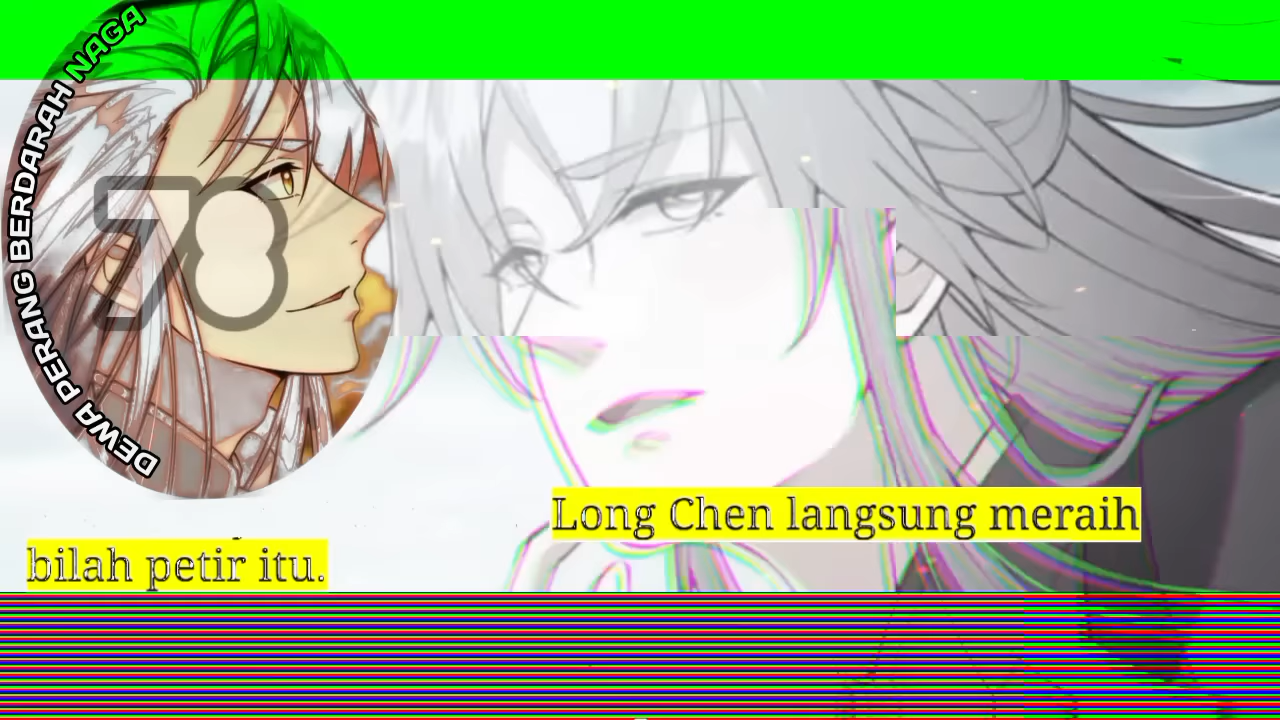 DEWA PERANG BERDARAH NAGA
78
Long Chen langsung meraih
bilah petir itu.